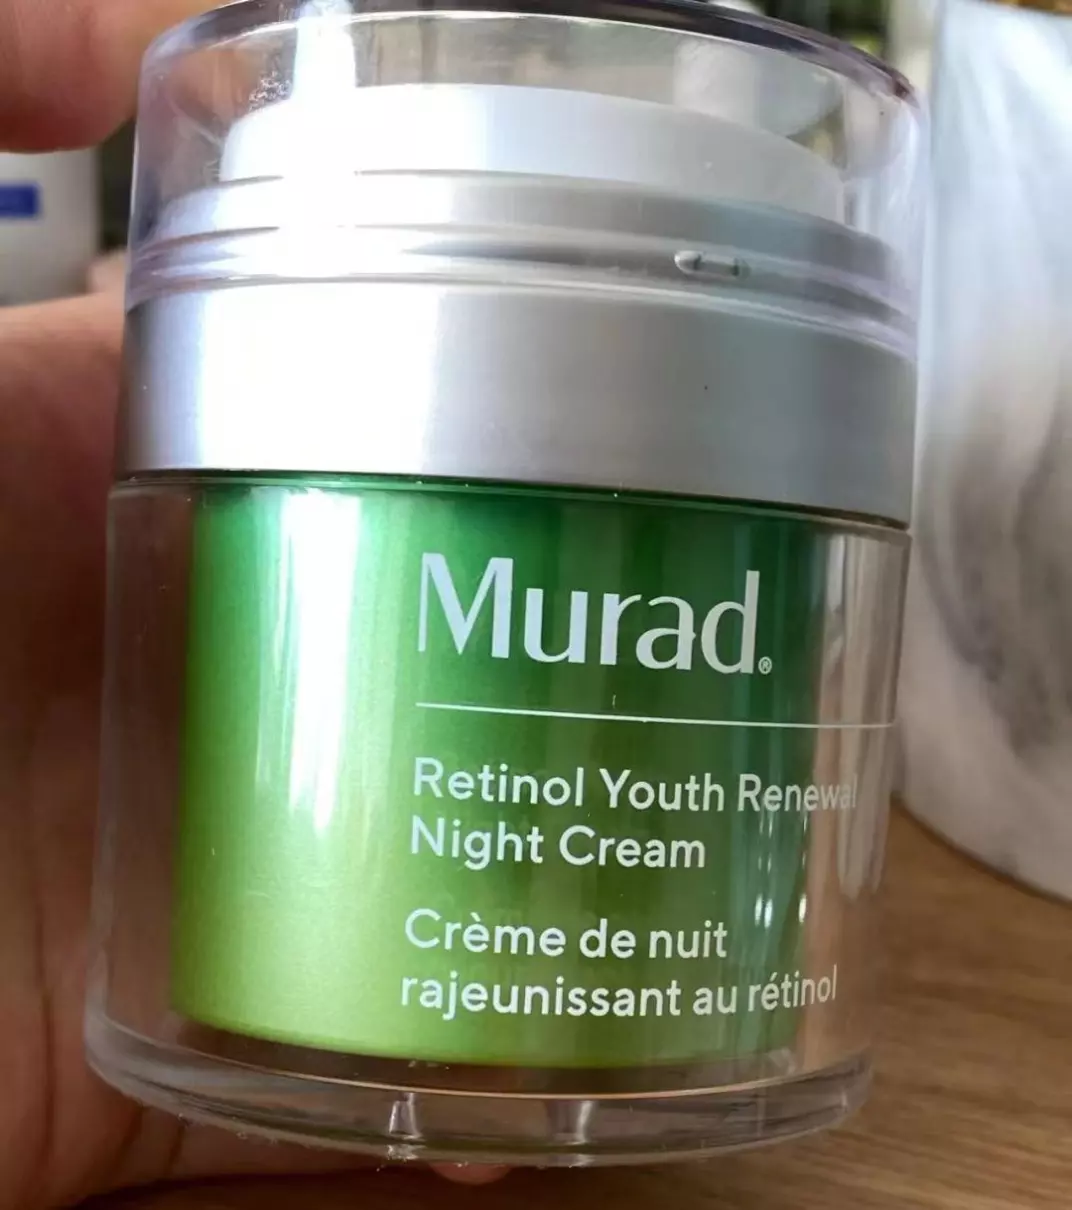 Murad®
Retinol Youth Renewal
Night Cream
Crème de nuit
rajeunissant au rétinol